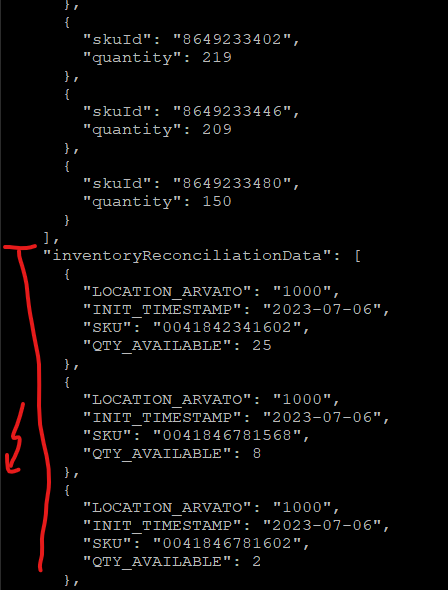 },
{
"skuId": "8649233402",
"quantity": 219
},
{
"skuId": "8649233446",
"quantity": 209
},
{
"skuId": "8649233480",
"quantity": 150
}
],
"inventoryReconciliationData": [
{
"LOCATION_ARVATO": "1000",
"INIT_TIMESTAMP": "2023-07-06",
"SKU": "0041842341602",
"QTY_AVAILABLE": 25
},
{
"LOCATION_ARVATO": "1000",
"INIT_TIMESTAMP": "2023-07-06",
"SKU": "0041846781568",
"QTY_AVAILABLE": 8
},
{
"LOCATION_ARVATO": "1000",
"INIT_TIMESTAMP": "2023-07-06",
"SKU": "0041846781602",
"QTY_AVAILABLE": 2
},